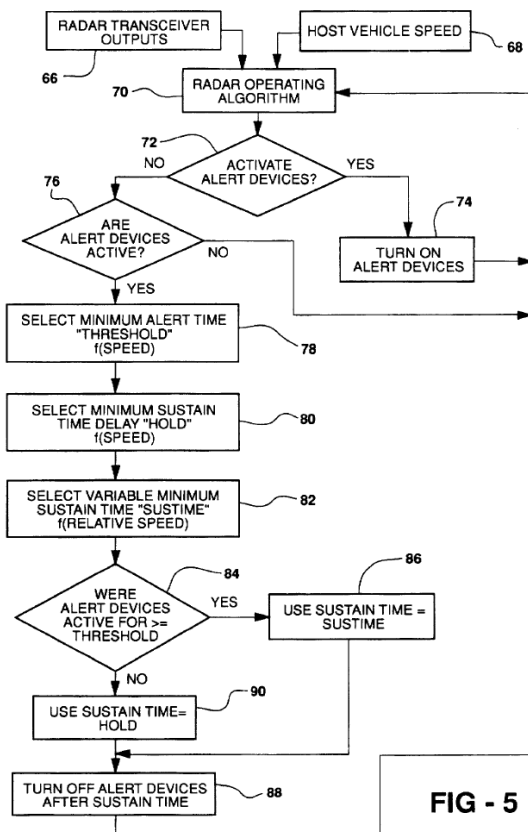 RADAR TRANSCEIVER
OUTPUTS
66
HOST VEHICLE SPEED
68
70
RADAR OPERATING
ALGORITHM
72
NO
ACTIVATE
ALERT DEVICES?
YES
76
ARE
ALERT DEVICES
ACTIVE?
NO
74
TURN ON
ALERT DEVICES
YES
SELECT MINIMUM ALERT TIME
"THRESHOLD"
f(SPEED)
78
SELECT MINIMUM SUSTAIN
TIME DELAY "HOLD"
f(SPEED)
80
SELECT VARIABLE MINIMUM
SUSTAIN TIME "SUSTIME"
f(RELATIVE SPEED)
82
84
WERE
ALERT DEVICES
ACTIVE FOR >=
THRESHOLD
YES
86
USE SUSTAIN TIME =
SUSTIME
NO
90
USE SUSTAIN TIME=
HOLD
TURN OFF ALERT DEVICES
AFTER SUSTAIN TIME
88
FIG - 5